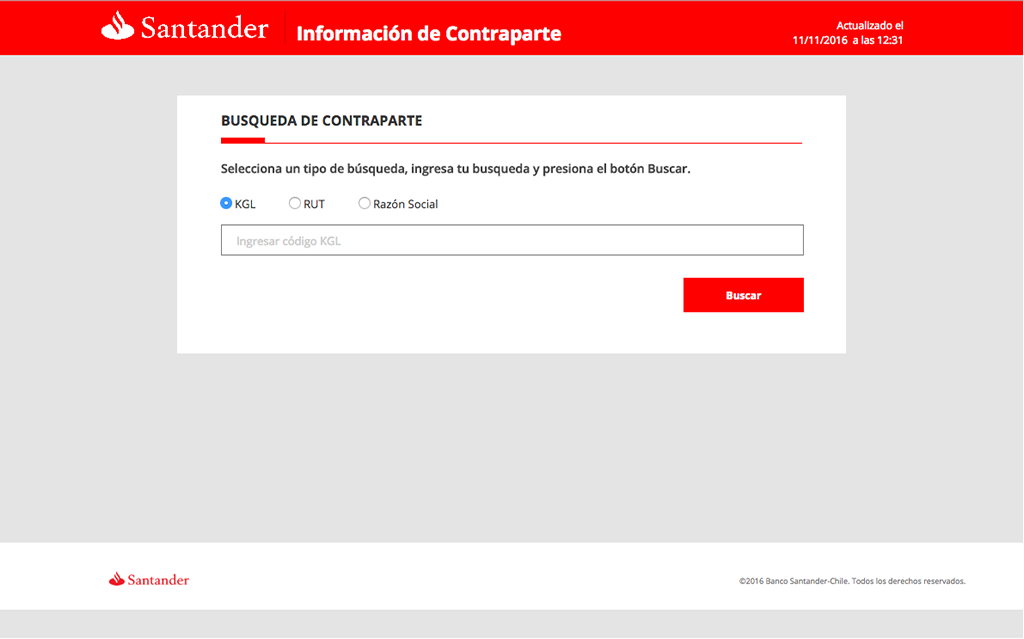 Santander
Información de Contraparte
Actualizado el
11/11/2016 a las 12:31
BUSQUEDA DE CONTRAPARTE
Selecciona un tipo de búsqueda, ingresa tu busqueda y presiona el botón Buscar.
KGL RUT Razón Social
Ingresar código KGL
Buscar
Santander
©2016 Banco Santander-Chile. Todos los derechos reservados.